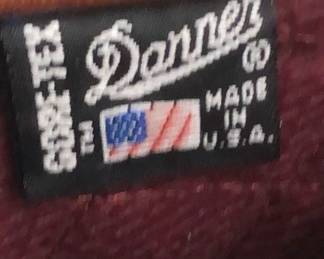 GORE-TEX
TM
Danner
®
MADE
IN
U.S.A.